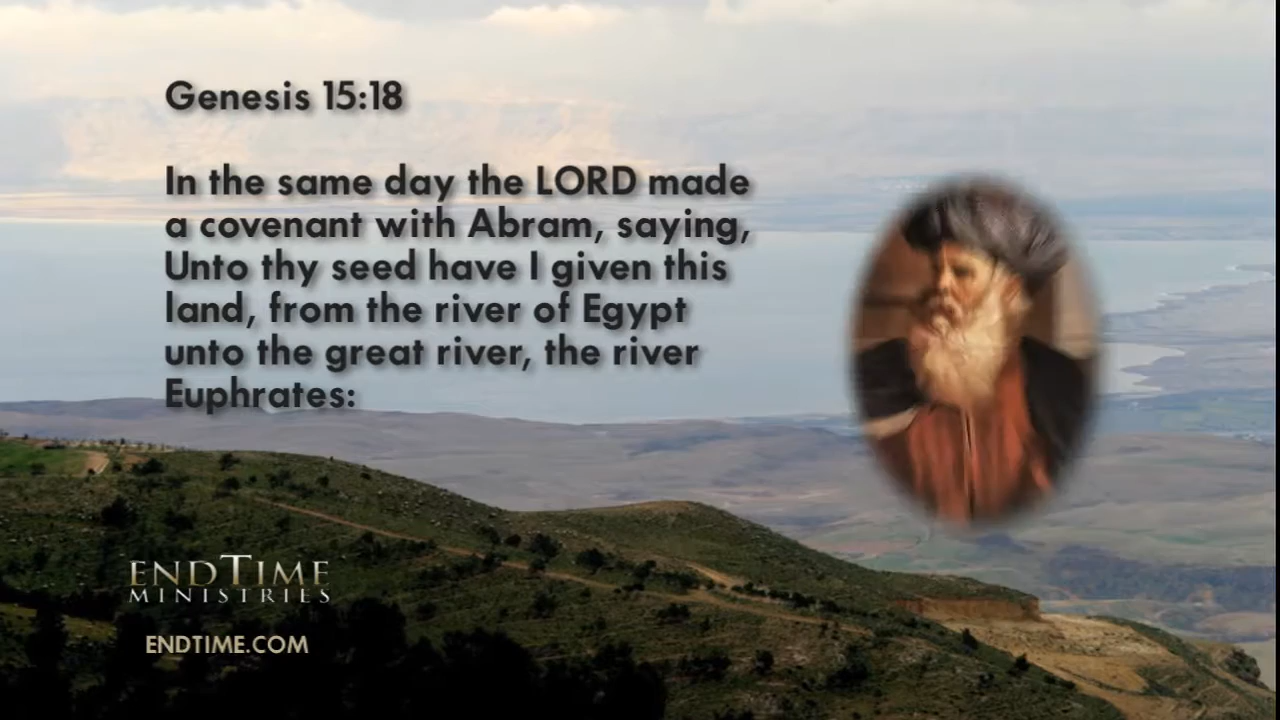 Genesis 15:18
In the same day the LORD made
a covenant with Abram, saying,
Unto thy seed have I given this
land, from the river of Egypt
unto the great river, the river
Euphrates:
ENDTIME
MINISTRIES
ENDTIME.COM